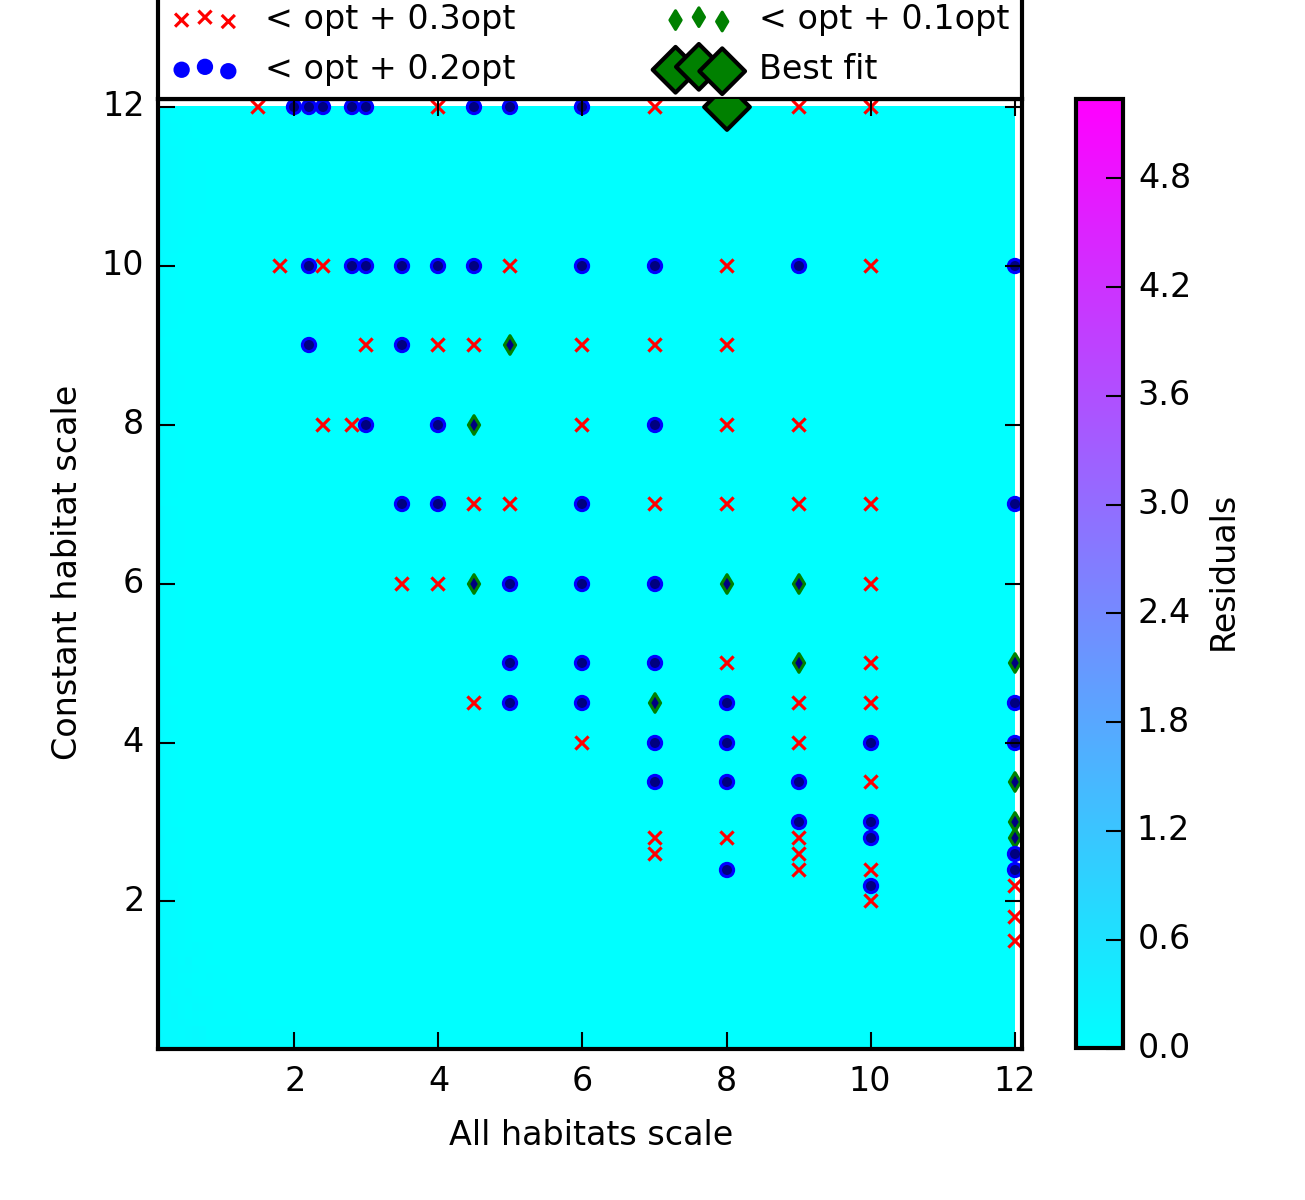 < opt + 0.3opt
< opt + 0.1opt
< opt + 0.2opt
Best fit
12
10
8
6
4
2
Constant habitat scale
2 4 6 8 10 12
All habitats scale
4.8
4.2
3.6
3.0
2.4
1.8
1.2
0.6
0.0
Residuals